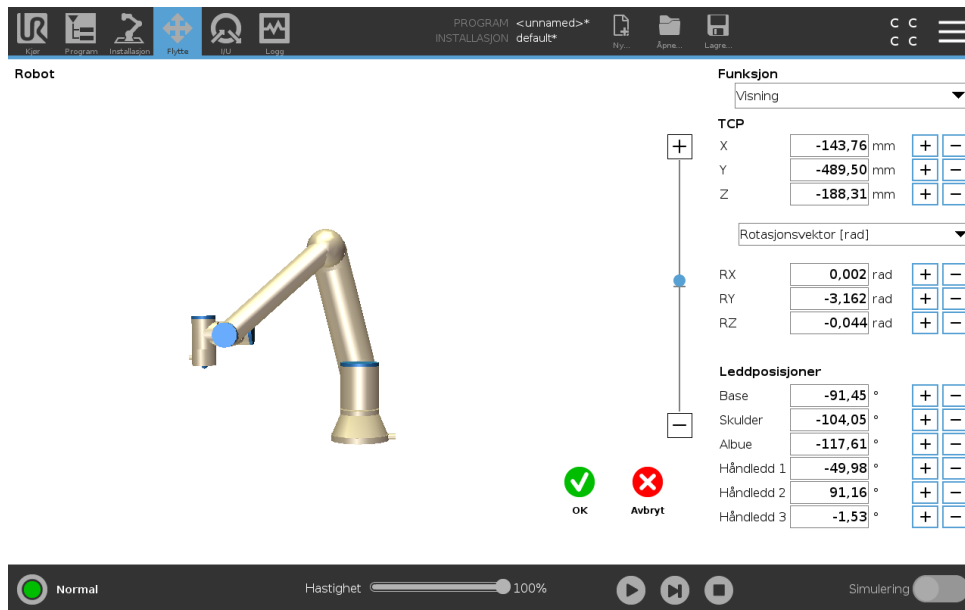 UR
Kjør
Program
Installasjon
Flytte
I/U
Logg
PROGRAM <unnamed>*
INSTALLASJON default*
Ny...
Åpne...
Lagre...
C C
C C
Robot
Funksjon
Visning
TCP
X -143,76 mm + −
Y -489,50 mm + −
Z -188,31 mm + −
Rotasjonsvektor [rad]
RX 0,002 rad + −
RY -3,162 rad + −
RZ -0,044 rad + −
Leddposisjoner
Base -91,45 ° + −
Skulder -104,05 ° + −
Albue -117,61 ° + −
Håndledd 1 -49,98 ° + −
Håndledd 2 91,16 ° + −
Håndledd 3 -1,53 ° + −
+
−
OK
Avbryt
Normal
Hastighet 100%
Simulering